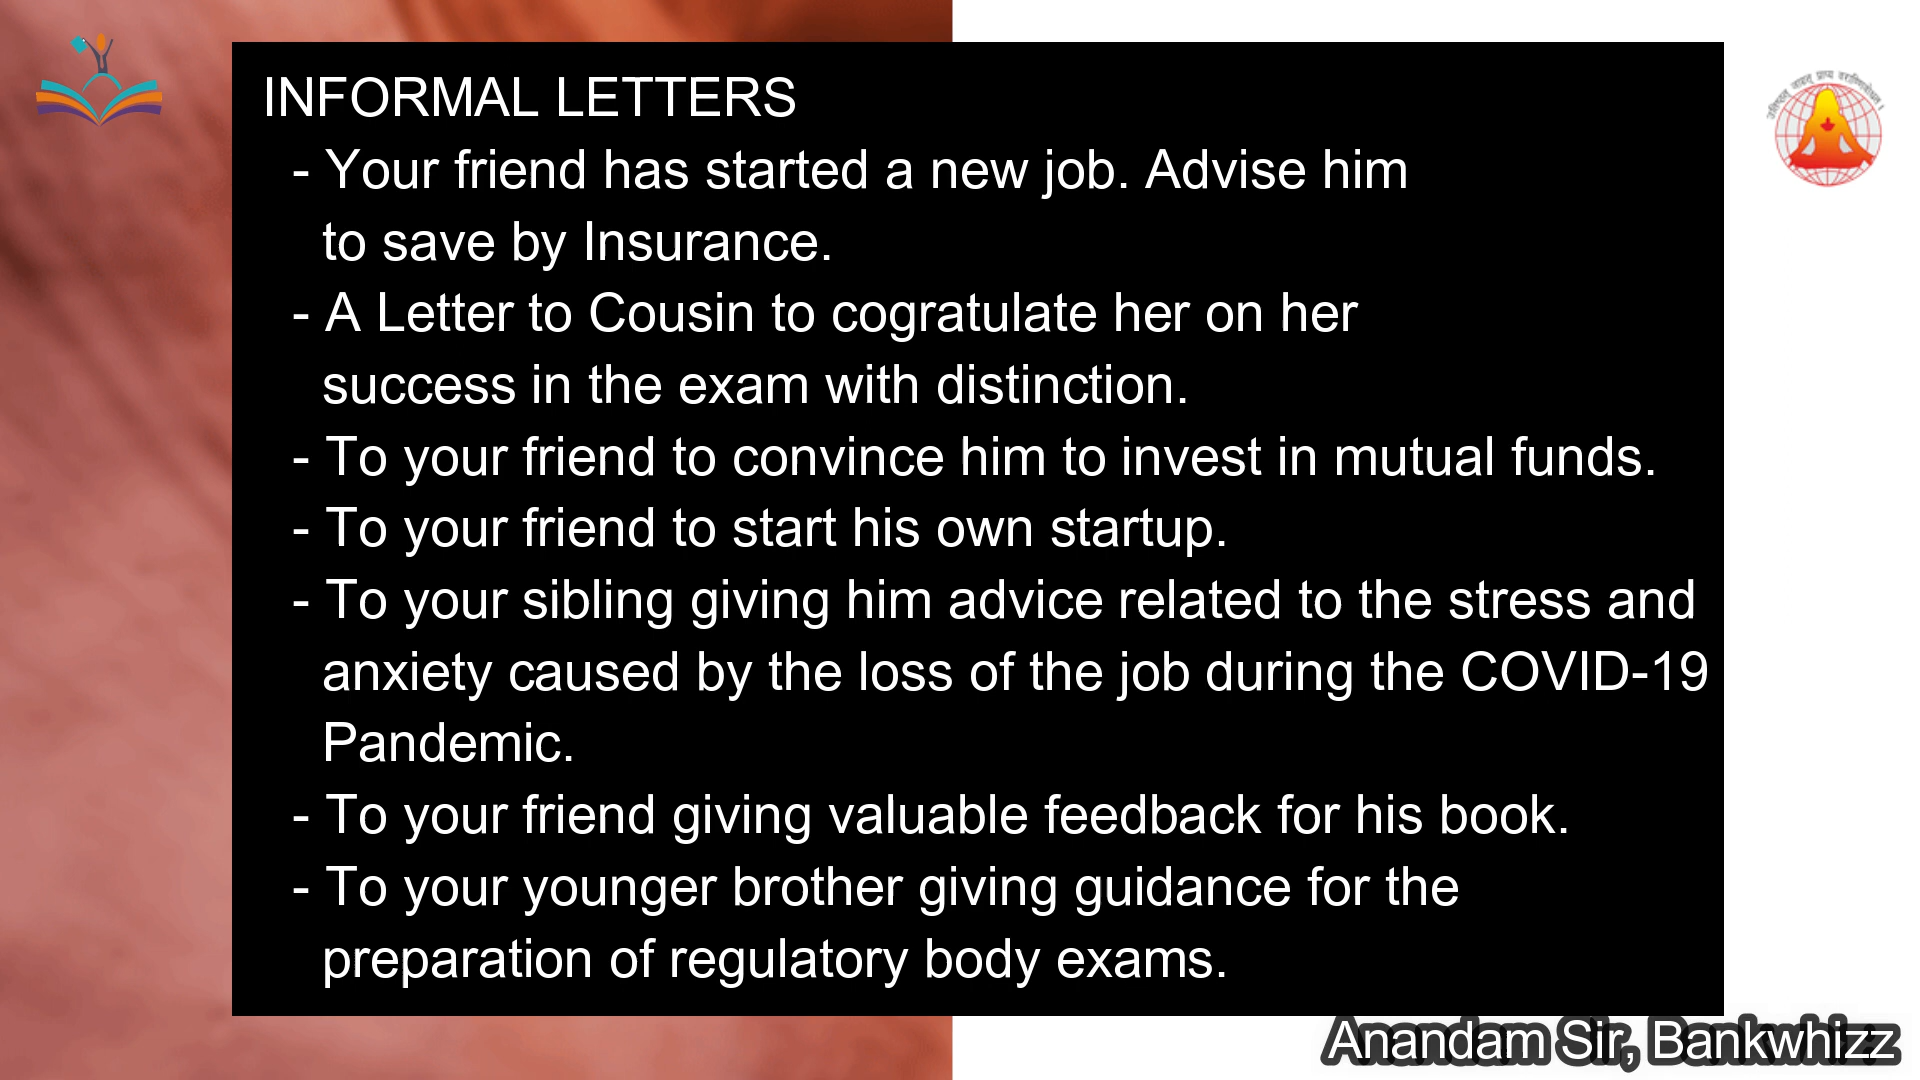 INFORMAL LETTERS
- Your friend has started a new job. Advise him
to save by Insurance.
- A Letter to Cousin to cogratulate her on her
success in the exam with distinction.
- To your friend to convince him to invest in mutual funds.
- To your friend to start his own startup.
- To your sibling giving him advice related to the stress and
anxiety caused by the loss of the job during the COVID-19
Pandemic.
- To your friend giving valuable feedback for his book.
- To your younger brother giving guidance for the
preparation of regulatory body exams.
Anandam Sir, Bankwhizz